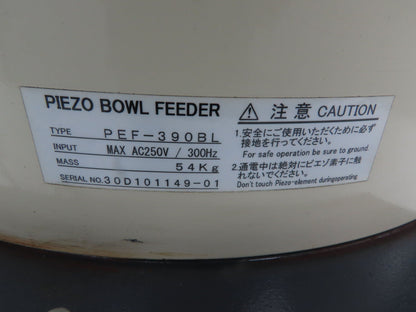 PIEZO BOWL FEEDER
TYPE PEF-390BL
INPUT MAX AC250V / 300Hz
MASS 54Kg
SERIAL NO. 30D101149-01
⚠ 注意 CAUTION
1.安全にご使用いただくために必ず
接地を行ってください。
For safe operation be sure to ground.
2.通電中は絶対にピエゾ素子に触
れないでください。
Don't touch Piezo-element duringoperating.